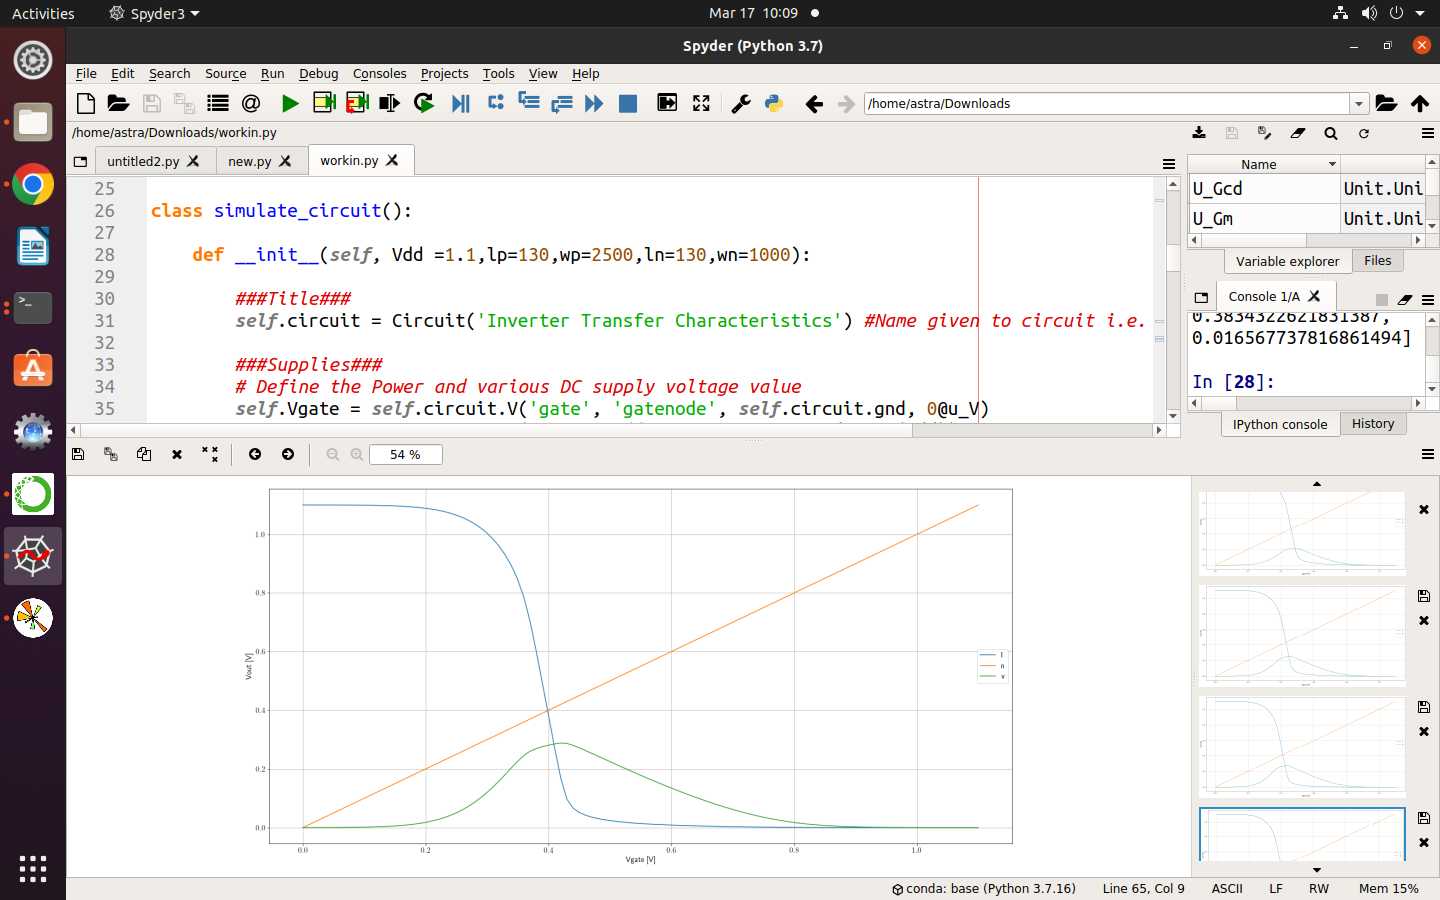 Activities Spyder3 Mar 17 10:09
Spyder (Python 3.7)
File Edit Search Source Run Debug Consoles Projects Tools View Help
/home/astra/Downloads
/home/astra/Downloads/workin.py
untitled2.py new.py workin.py
25
26 class simulate_circuit():
27
28 def __init__(self, Vdd =1.1,lp=130,wp=2500,ln=130,wn=1000):
29
30 ###Title###
31 self.circuit = Circuit('Inverter Transfer Characteristics') #Name given to circuit i.e.
32
33 ###Supplies###
34 # Define the Power and various DC supply voltage value
35 self.Vgate = self.circuit.V('gate', 'gatenode', self.circuit.gnd, 0@u_V)
Name
U_Gcd Unit.Uni
U_Gm Unit.Uni
Variable explorer Files
Console 1/A
0.3834322621831387,
0.016567737816861494]
In [28]:
IPython console History
54 %
1.0
0.8
0.6
0.4
0.2
0.0
Vout [V]
0.0 0.2 0.4 0.6 0.8 1.0
Vgate [V]
n
v
conda: base (Python 3.7.16) Line 65, Col 9 ASCII LF RW Mem 15%